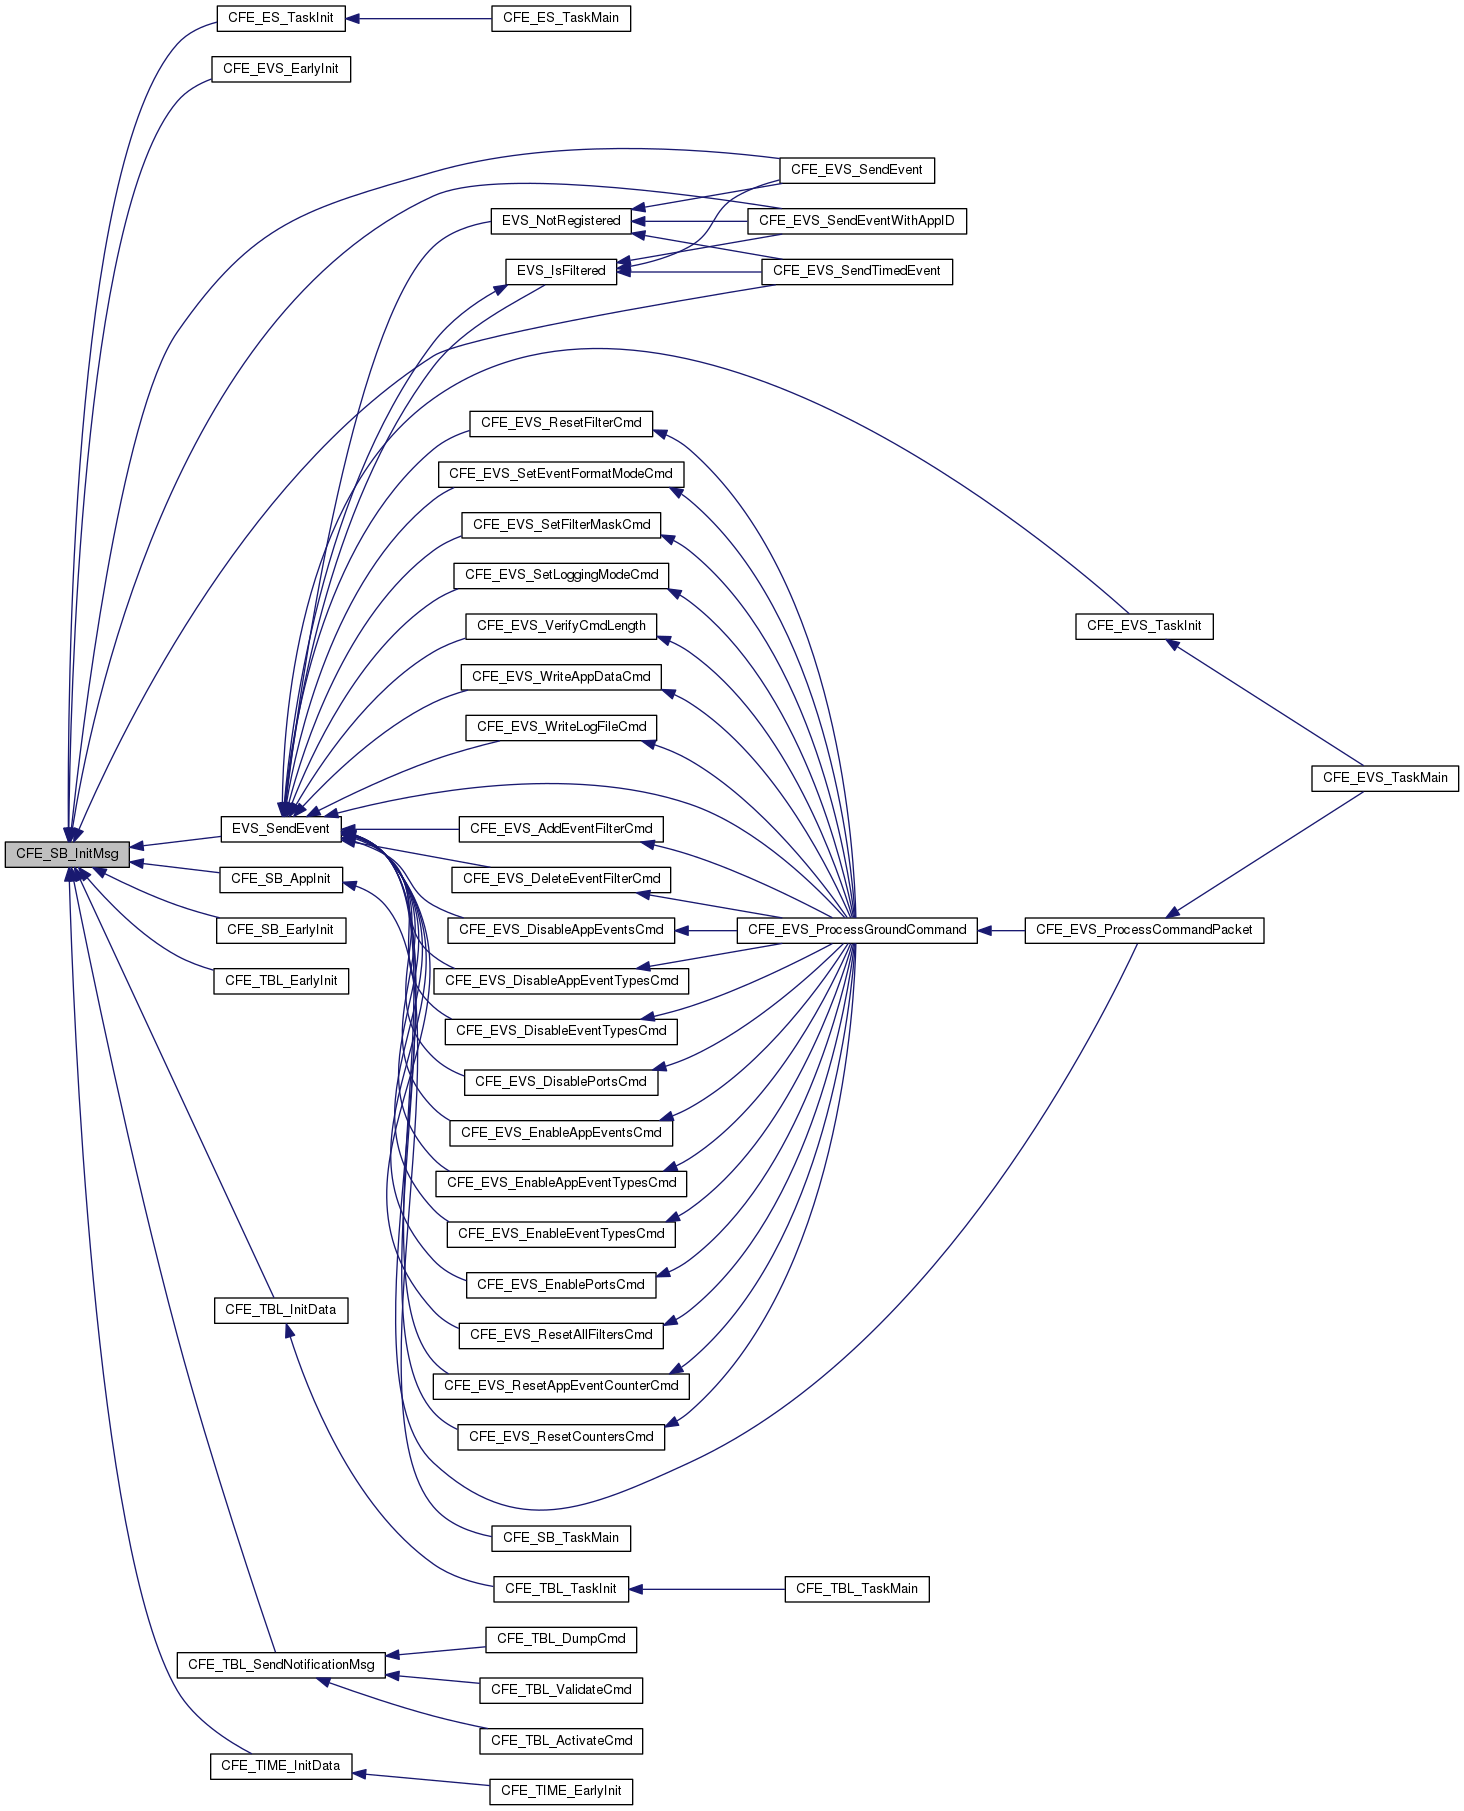 CFE_ES_TaskInit
CFE_ES_TaskMain
CFE_EVS_EarlyInit
CFE_EVS_SendEvent
EVS_NotRegistered
CFE_EVS_SendEventWithAppID
EVS_IsFiltered
CFE_EVS_SendTimedEvent
CFE_EVS_ResetFilterCmd
CFE_EVS_SetEventFormatModeCmd
CFE_EVS_SetFilterMaskCmd
CFE_EVS_SetLoggingModeCmd
CFE_EVS_VerifyCmdLength
CFE_EVS_TaskInit
CFE_EVS_WriteAppDataCmd
CFE_EVS_WriteLogFileCmd
CFE_EVS_TaskMain
EVS_SendEvent
CFE_EVS_AddEventFilterCmd
CFE_SB_InitMsg
CFE_SB_AppInit
CFE_EVS_DeleteEventFilterCmd
CFE_SB_EarlyInit
CFE_EVS_DisableAppEventsCmd
CFE_EVS_ProcessGroundCommand
CFE_EVS_ProcessCommandPacket
CFE_TBL_EarlyInit
CFE_EVS_DisableAppEventTypesCmd
CFE_EVS_DisableEventTypesCmd
CFE_EVS_DisablePortsCmd
CFE_EVS_EnableAppEventsCmd
CFE_EVS_EnableAppEventTypesCmd
CFE_EVS_EnableEventTypesCmd
CFE_EVS_EnablePortsCmd
CFE_TBL_InitData
CFE_EVS_ResetAllFiltersCmd
CFE_EVS_ResetAppEventCounterCmd
CFE_EVS_ResetCountersCmd
CFE_SB_TaskMain
CFE_TBL_TaskInit
CFE_TBL_TaskMain
CFE_TBL_DumpCmd
CFE_TBL_SendNotificationMsg
CFE_TBL_ValidateCmd
CFE_TBL_ActivateCmd
CFE_TIME_InitData
CFE_TIME_EarlyInit